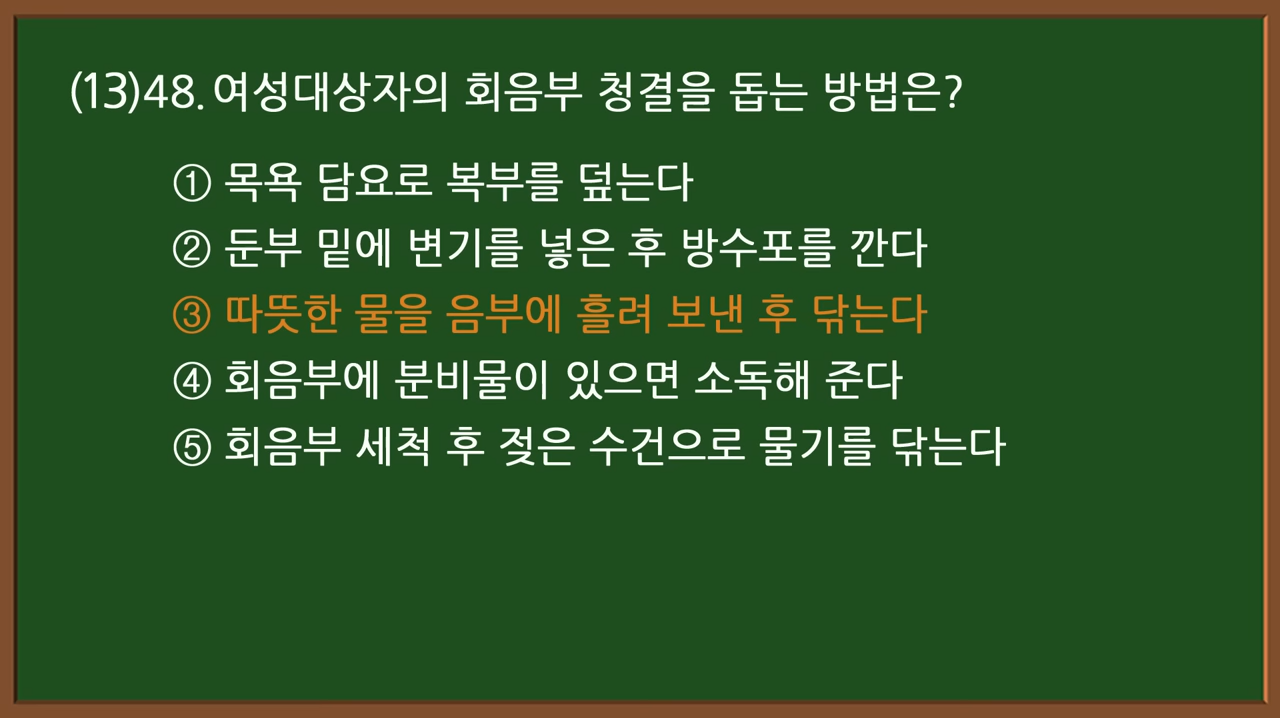 (13)48. 여성대상자의 회음부 청결을 돕는 방법은?
① 목욕 담요로 복부를 덮는다
② 둔부 밑에 변기를 넣은 후 방수포를 깐다
③ 따뜻한 물을 음부에 흘려 보낸 후 닦는다
④ 회음부에 분비물이 있으면 소독해 준다
⑤ 회음부 세척 후 젖은 수건으로 물기를 닦는다